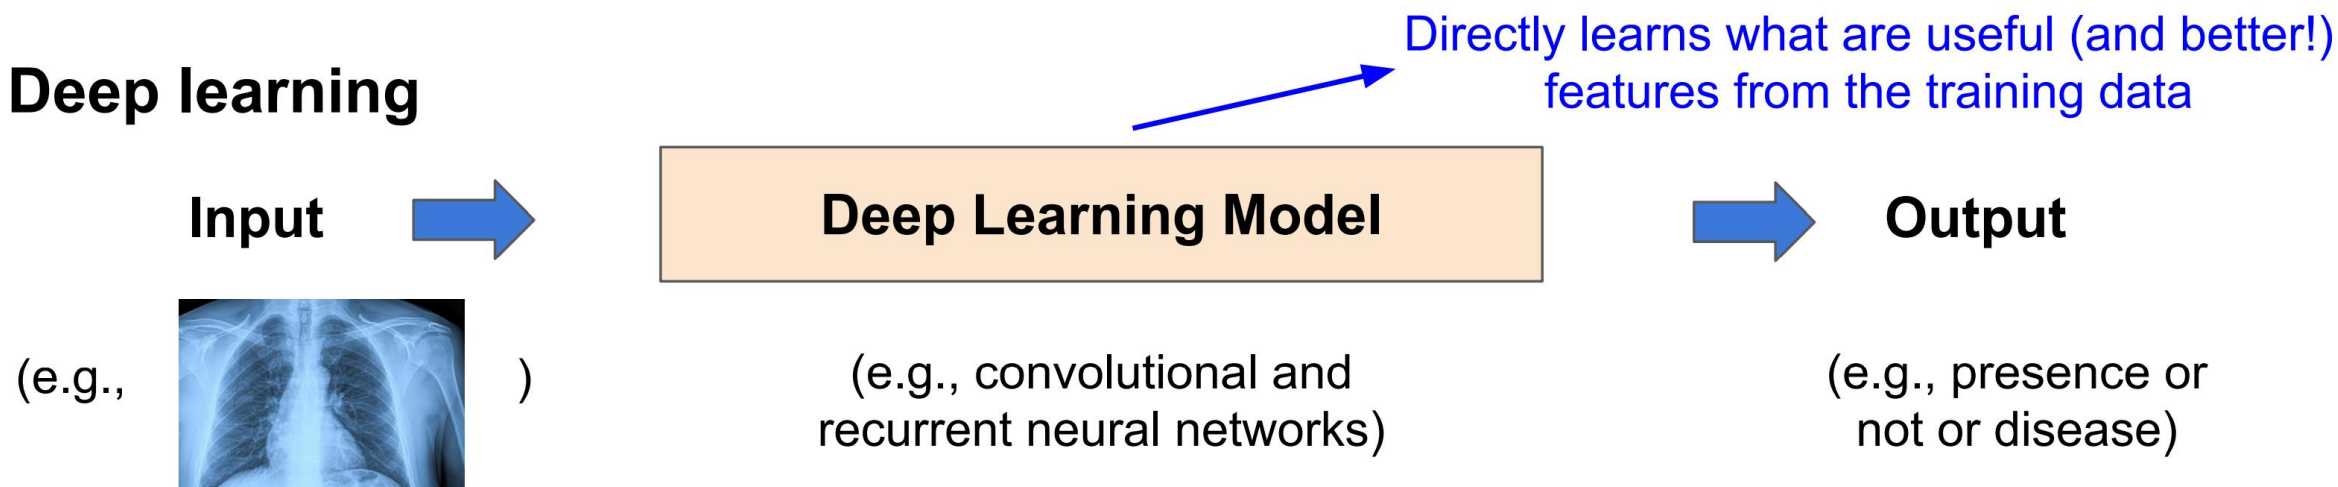 Directly learns what are useful (and better!)
features from the training data
Deep learning
Input
Deep Learning Model
Output
(e.g.,
)
(e.g., convolutional and
recurrent neural networks)
(e.g., presence or
not or disease)